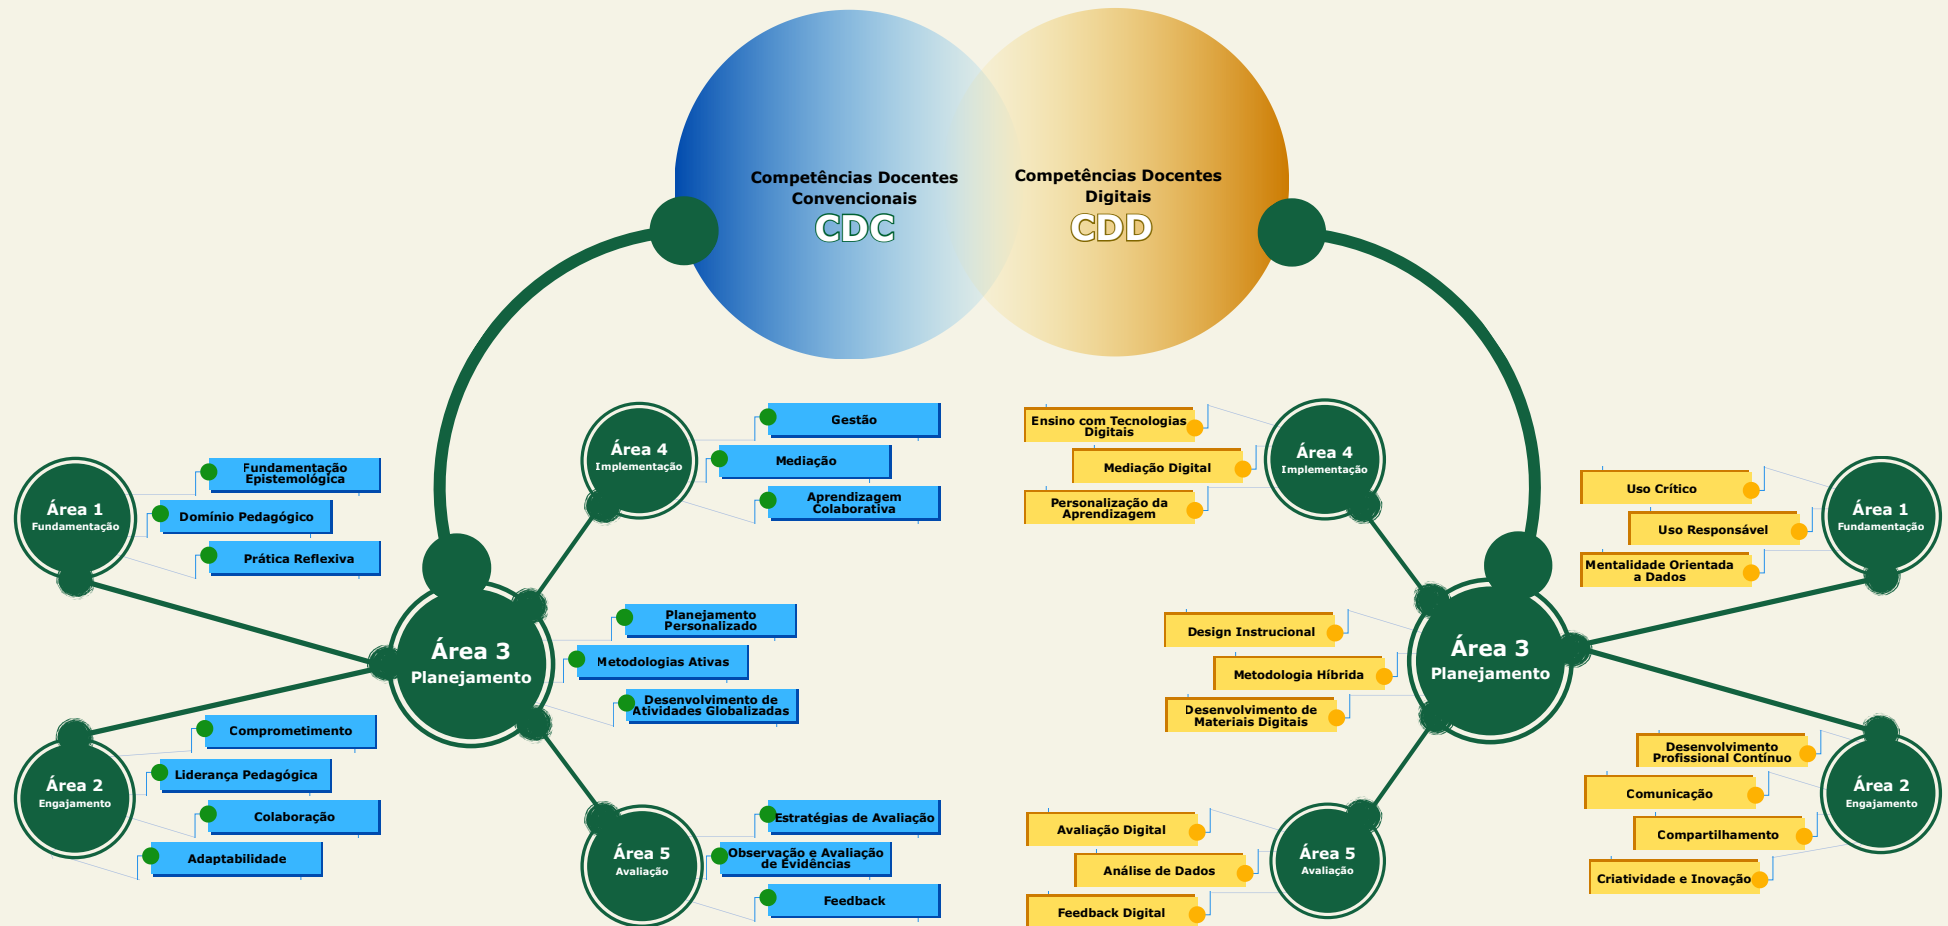 Competências Docentes
Convencionais
CDC
Competências Docentes
Digitais
CDD
Área 1
Fundamentação
Fundamentação
Epistemológica
Domínio Pedagógico
Prática Reflexiva
Área 2
Engajamento
Comprometimento
Liderança Pedagógica
Colaboração
Adaptabilidade
Área 3
Planejamento
Planejamento
Personalizado
Metodologias Ativas
Desenvolvimento de
Atividades Globalizadas
Área 4
Implementação
Gestão
Mediação
Aprendizagem
Colaborativa
Área 5
Avaliação
Estratégias de Avaliação
Observação e Avaliação
de Evidências
Feedback
Ensino com Tecnologias
Digitais
Mediação Digital
Personalização da
Aprendizagem
Área 4
Implementação
Uso Crítico
Uso Responsável
Mentalidade Orientada
a Dados
Área 1
Fundamentação
Design Instrucional
Metodologia Híbrida
Desenvolvimento de
Materiais Digitais
Área 3
Planejamento
Desenvolvimento
Profissional Contínuo
Comunicação
Compartilhamento
Criatividade e Inovação
Área 2
Engajamento
Avaliação Digital
Análise de Dados
Feedback Digital
Área 5
Avaliação